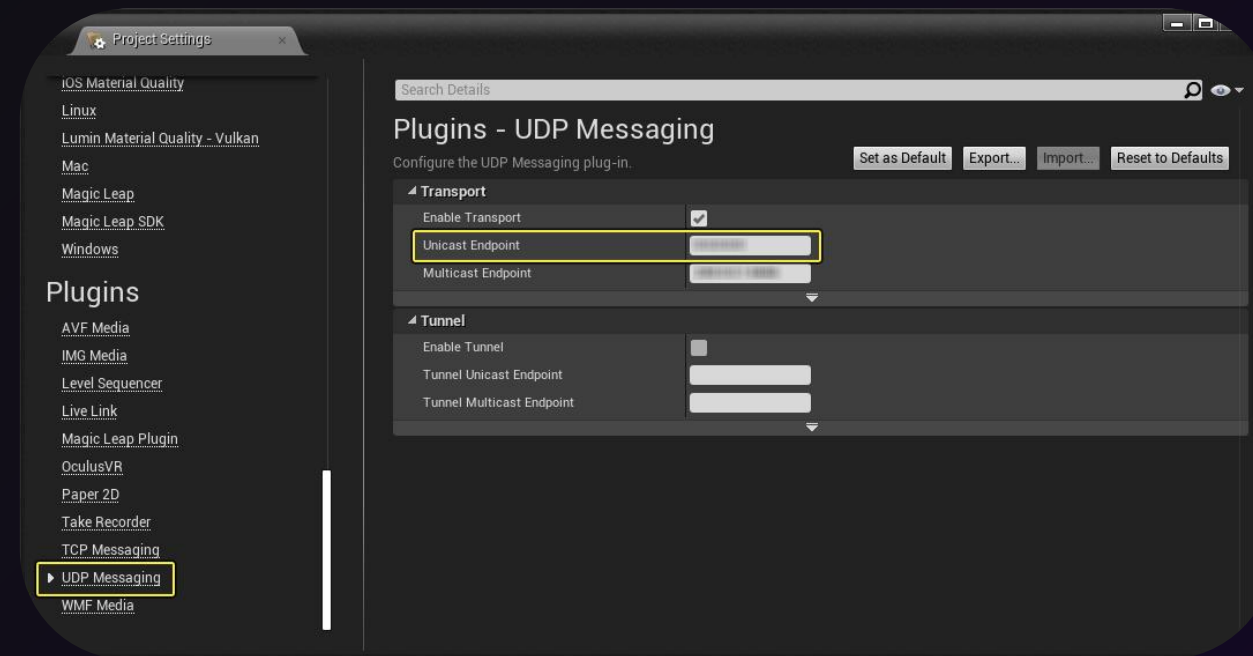 Project Settings
iOS Material Quality
Linux
Lumin Material Quality - Vulkan
Mac
Magic Leap
Magic Leap SDK
Windows
Plugins
AVF Media
IMG Media
Level Sequencer
Live Link
Magic Leap Plugin
OculusVR
Paper 2D
Take Recorder
TCP Messaging
UDP Messaging
WMF Media
Search Details
Plugins - UDP Messaging
Configure the UDP Messaging plug-in.
Set as Default Export... Import... Reset to Defaults
Transport
Enable Transport
Unicast Endpoint
Multicast Endpoint
Tunnel
Enable Tunnel
Tunnel Unicast Endpoint
Tunnel Multicast Endpoint